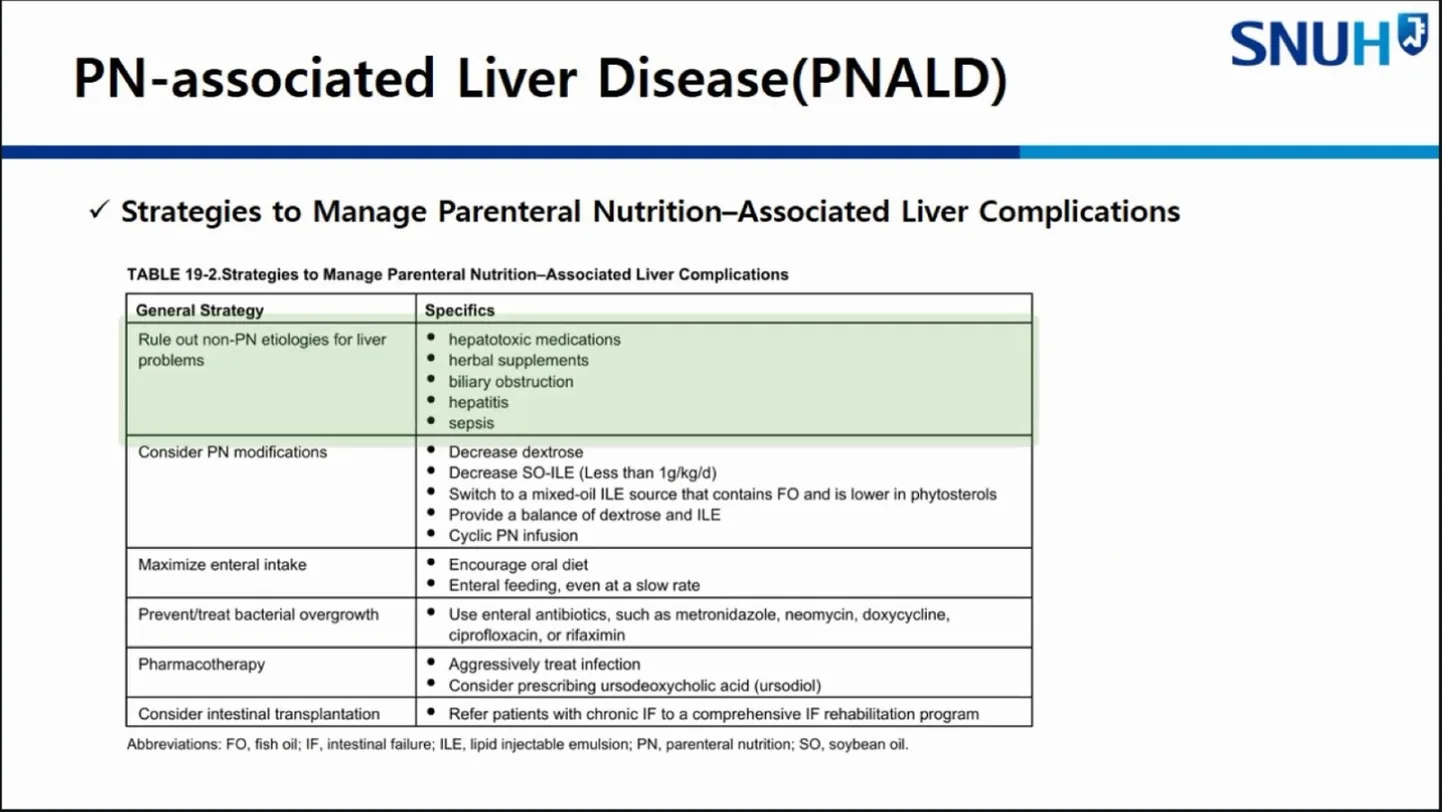 SNUH
PN-associated Liver Disease(PNALD)
✓ Strategies to Manage Parenteral Nutrition–Associated Liver Complications
TABLE 19-2.Strategies to Manage Parenteral Nutrition–Associated Liver Complications
General Strategy
Specifics
Rule out non-PN etiologies for liver
problems
• hepatotoxic medications
• herbal supplements
• biliary obstruction
• hepatitis
• sepsis
Consider PN modifications
• Decrease dextrose
• Decrease SO-ILE (Less than 1g/kg/d)
• Switch to a mixed-oil ILE source that contains FO and is lower in phytosterols
• Provide a balance of dextrose and ILE
• Cyclic PN infusion
Maximize enteral intake
• Encourage oral diet
• Enteral feeding, even at a slow rate
Prevent/treat bacterial overgrowth
• Use enteral antibiotics, such as metronidazole, neomycin, doxycycline,
ciprofloxacin, or rifaximin
Pharmacotherapy
• Aggressively treat infection
• Consider prescribing ursodeoxycholic acid (ursodiol)
Consider intestinal transplantation
• Refer patients with chronic IF to a comprehensive IF rehabilitation program
Abbreviations: FO, fish oil; IF, intestinal failure; ILE, lipid injectable emulsion; PN, parenteral nutrition; SO, soybean oil.